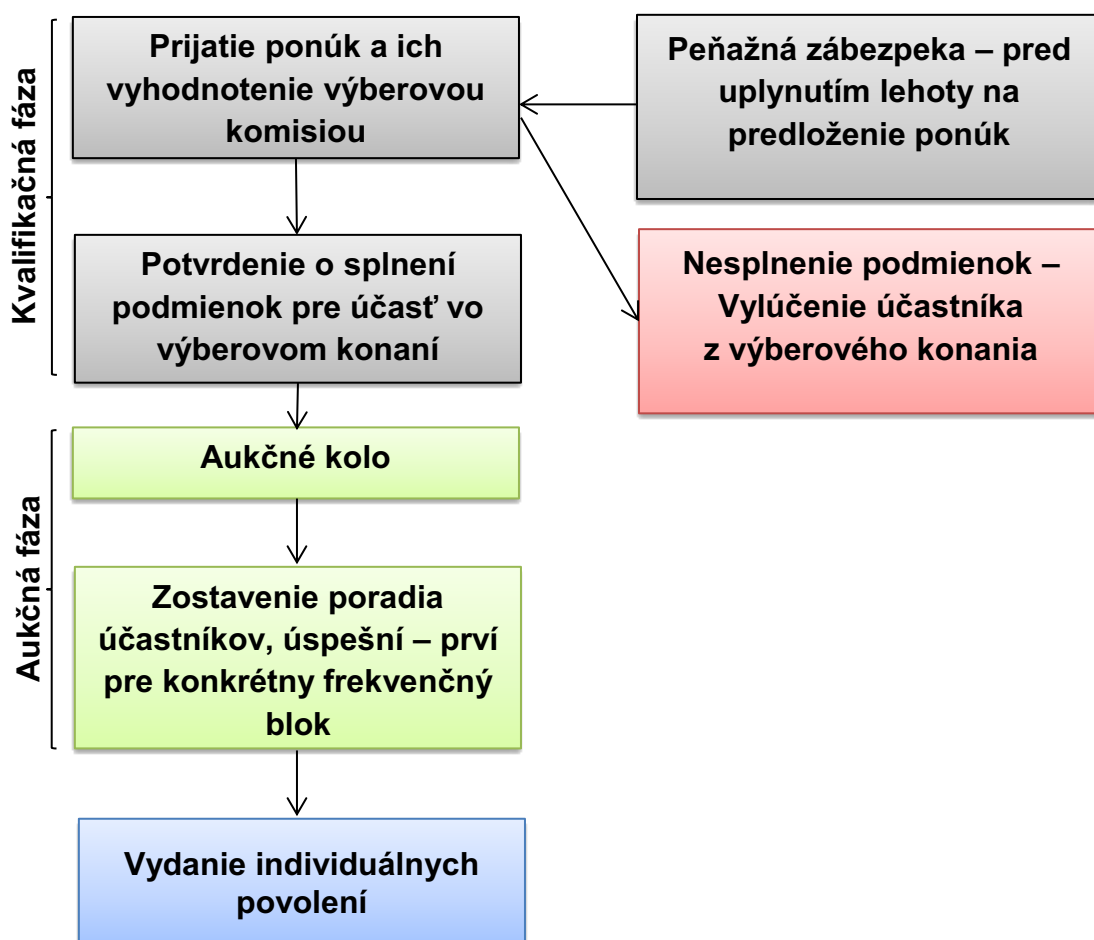 Kvalifikačná fáza
Prijatie ponúk a ich
vyhodnotenie výberovou
komisiou
Peňažná zábezpeka – pred
uplynutím lehoty na
predloženie ponúk
Potvrdenie o splnení
podmienok pre účasť vo
výberovom konaní
Nesplnenie podmienok –
Vylúčenie účastníka
z výberového konania
Aukčná fáza
Aukčné kolo
Zostavenie poradia
účastníkov, úspešní – prví
pre konkrétny frekvenčný
blok
Vydanie individuálnych
povolení